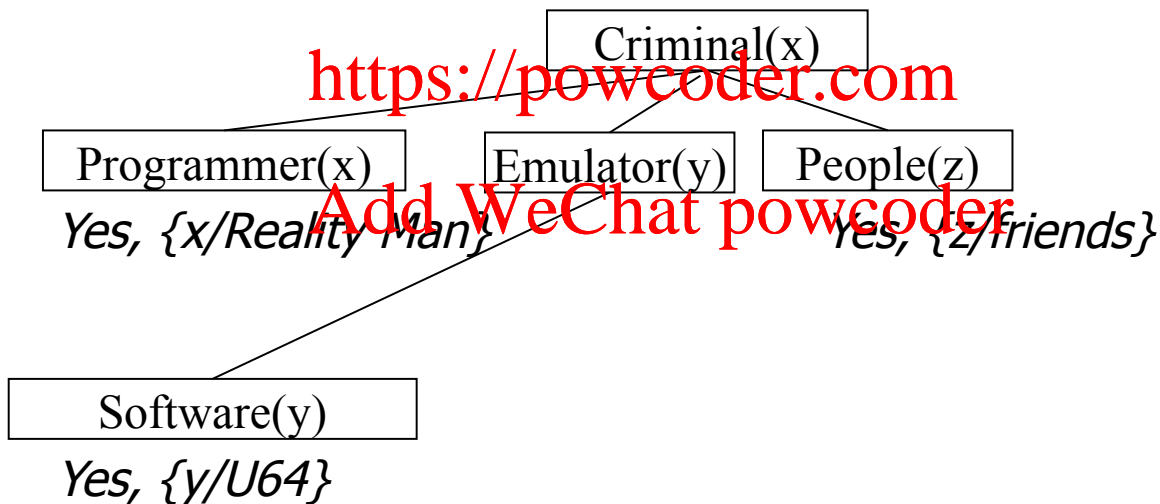 Criminal(x)
https://powcoder.com
Programmer(x) Emulator(y) People(z)
Add WeChat powcoder
Yes, {x/Reality Man} Yes, {z/friends}
Software(y)
Yes, {y/U64}